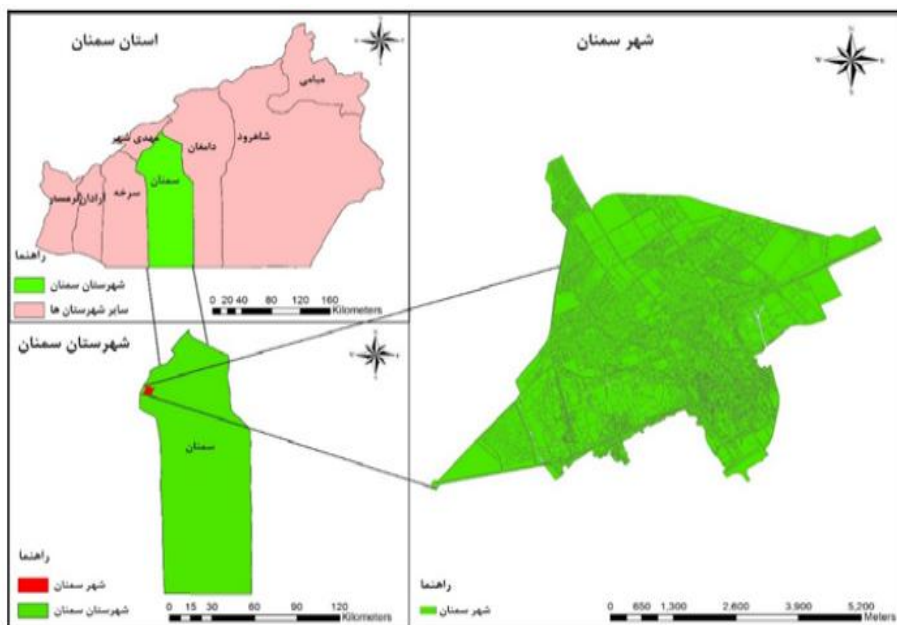 استان سمنان
میامی
شاهرود
مهدی شهر
دامغان
سمنان
سرخه
ارادان
گرمسار
راهنما
شهرستان سمنان
سایر شهرستان ها
0 20 40 80 120 160
Kilometers
شهرستان سمنان
سمنان
راهنما
شهر سمنان
شهرستان سمنان
0 15 30 60 90 120
Kilometers
شهر سمنان
N
W E
S
راهنما
شهر سمنان
0 650 1,300 2,600 3,900 5,200
Meters